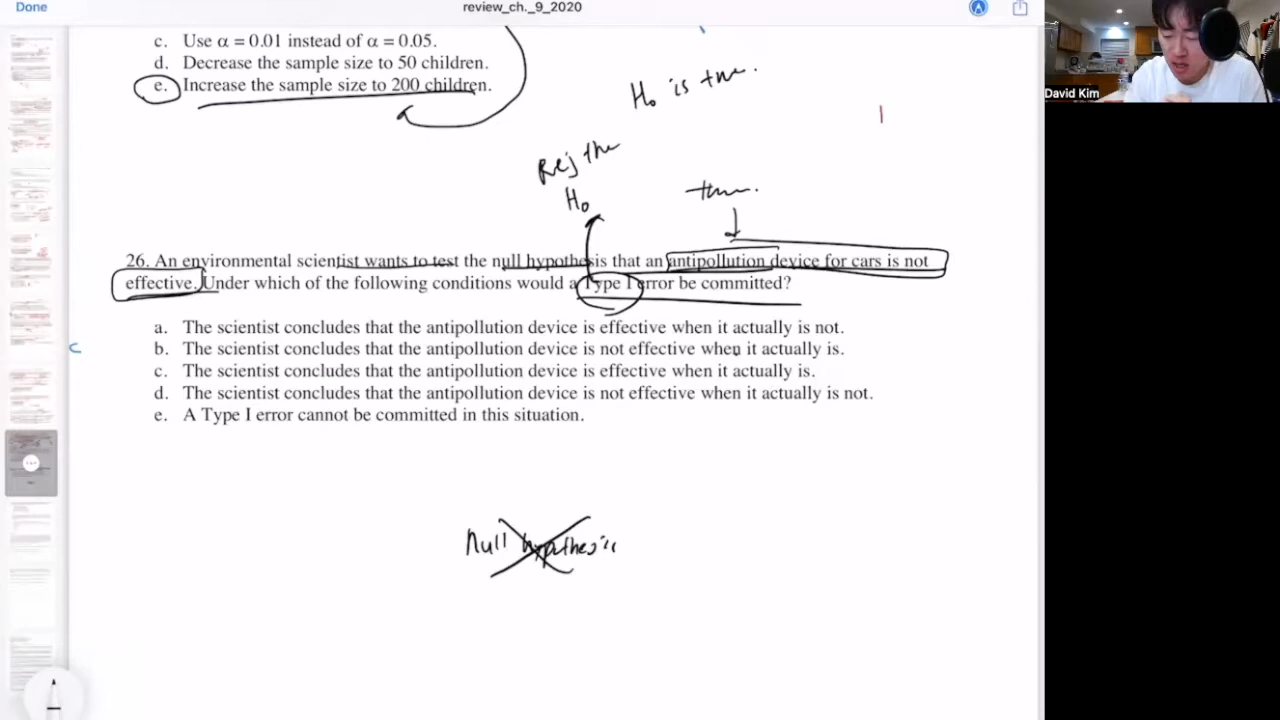 Done
review_ch._9_2020
c. Use α = 0.01 instead of α = 0.05.
d. Decrease the sample size to 50 children.
e. Increase the sample size to 200 children.
H₀ is true.
David Kim
Rej the
H₀
true.
26. An environmental scientist wants to test the null hypothesis that an antipollution device for cars is not
effective. Under which of the following conditions would a Type I error be committed?
a. The scientist concludes that the antipollution device is effective when it actually is not.
b. The scientist concludes that the antipollution device is not effective when it actually is.
c. The scientist concludes that the antipollution device is effective when it actually is.
d. The scientist concludes that the antipollution device is not effective when it actually is not.
e. A Type I error cannot be committed in this situation.
Null hypothesis